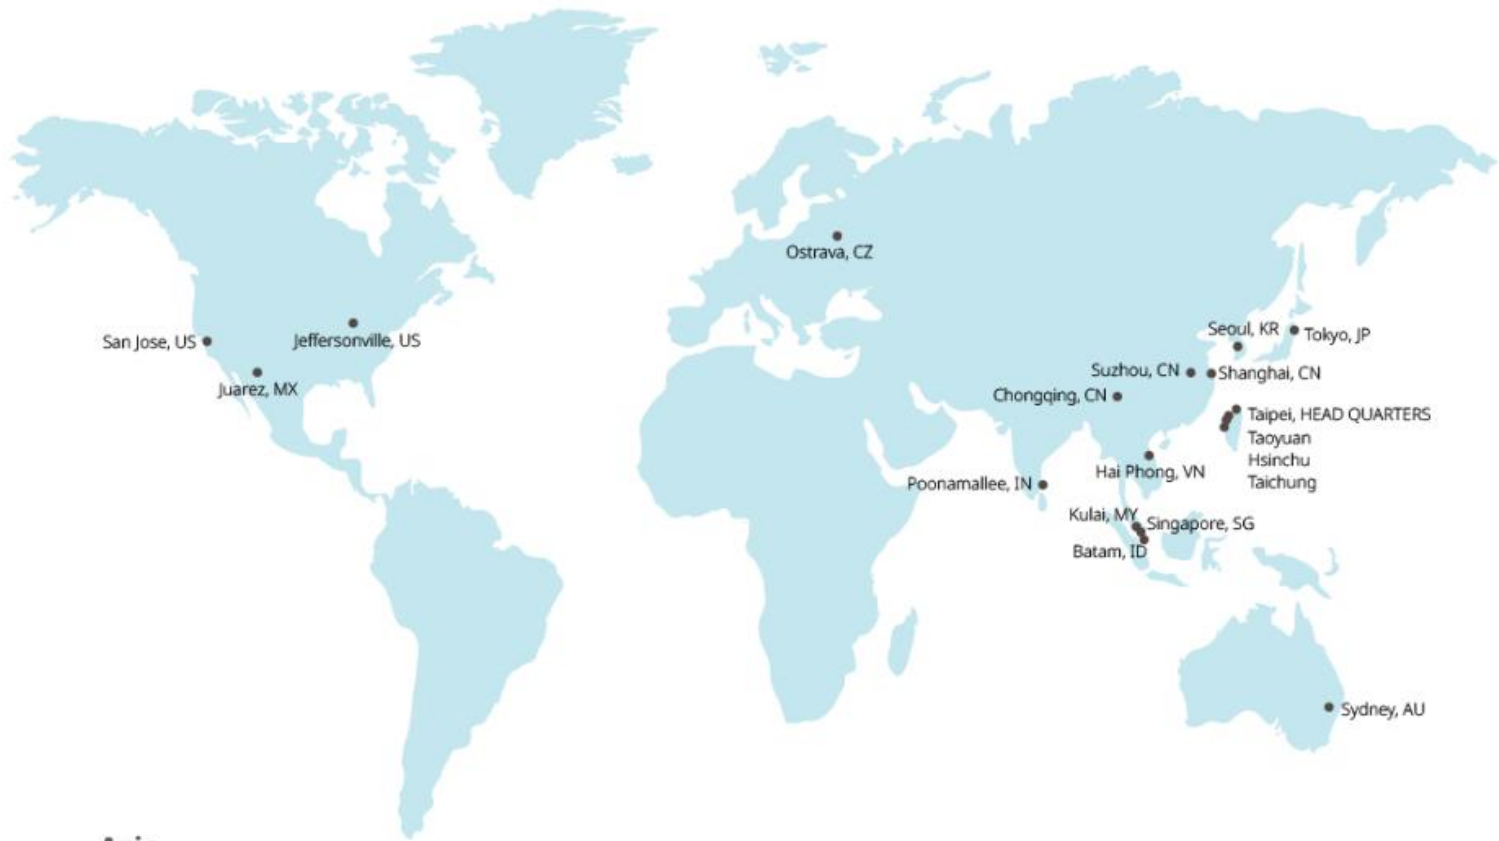 Ostrava, CZ
San Jose, US
Jeffersonville, US
Juarez, MX
Seoul, KR
Tokyo, JP
Suzhou, CN
Shanghai, CN
Chongqing, CN
Taipei, HEAD QUARTERS
Taoyuan
Hsinchu
Taichung
Hai Phong, VN
Poonamallee, IN
Kulai, MY
Singapore, SG
Batam, ID
Sydney, AU